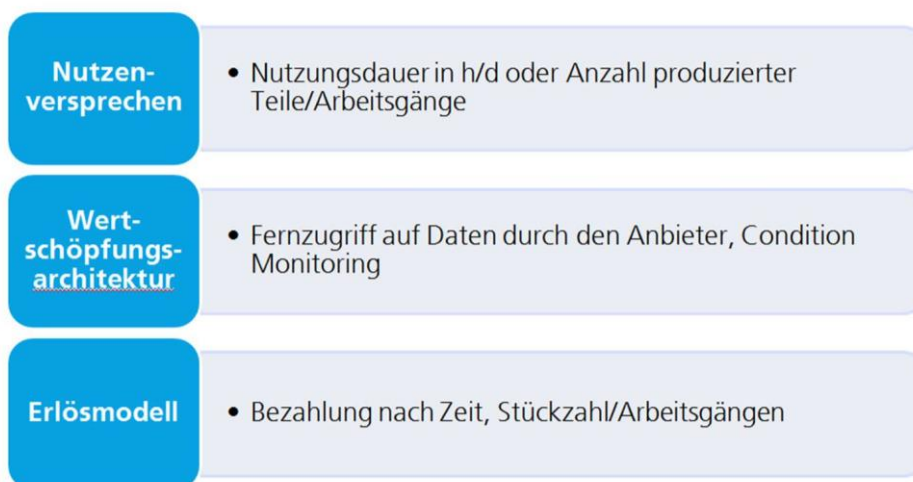 Nutzen-
versprechen
• Nutzungsdauer in h/d oder Anzahl produzierter
Teile/Arbeitsgänge
Wert-
schöpfungs-
architektur
• Fernzugriff auf Daten durch den Anbieter, Condition
Monitoring
Erlösmodell
• Bezahlung nach Zeit, Stückzahl/Arbeitsgängen